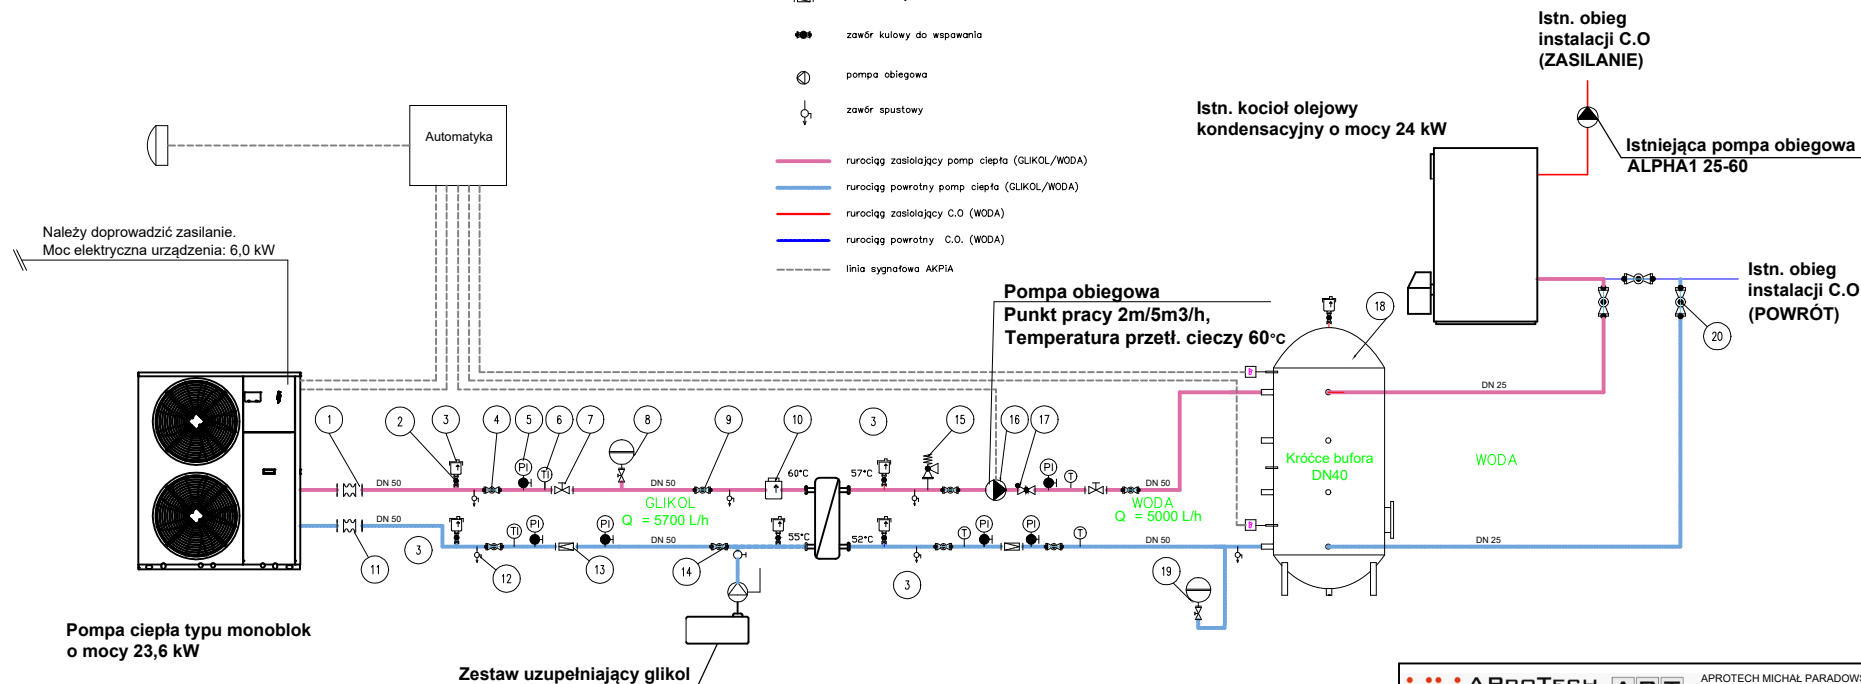 zawór kulowy do wspawania
pompa obiegowa
zawór spustowy
rurociąg zasiolający pomp ciepła (GLIKOL/WODA)
rurociąg powrotny pomp ciepła (GLIKOL/WODA)
rurociąg zasiolający C.O (WODA)
rurociąg powrotny C.O. (WODA)
linia sygnałowa AKPiA
Automatyka
Należy doprowadzić zasilanie.
Moc elektryczna urządzenia: 6,0 kW
Istn. obieg
instalacji C.O
(ZASILANIE)
Istn. kocioł olejowy
kondensacyjny o mocy 24 kW
Istniejąca pompa obiegowa
ALPHA1 25-60
Istn. obieg
instalacji C.O
(POWRÓT)
Pompa obiegowa
Punkt pracy 2m/5m3/h,
Temperatura przetł. cieczy 60°C
18
20
DN 25
1
2
3
4
5
6
7
8
9
10
3
15
16
17
PI
TI
PI
T
60°C
57°C
DN 50
DN 50
DN 50
GLIKOL
Q = 5700 L/h
WODA
Q = 5000 L/h
Króćce bufora
DN40
WODA
DN 50
TI
PI
PI
DN 50
55°C
52°C
T
PI
PI
T
DN 50
DN 25
11
3
12
13
14
3
19
Pompa ciepła typu monoblok
o mocy 23,6 kW
Zestaw uzupełniający glikol
APROTECH
APROTECH MICHAŁ PARADOWS